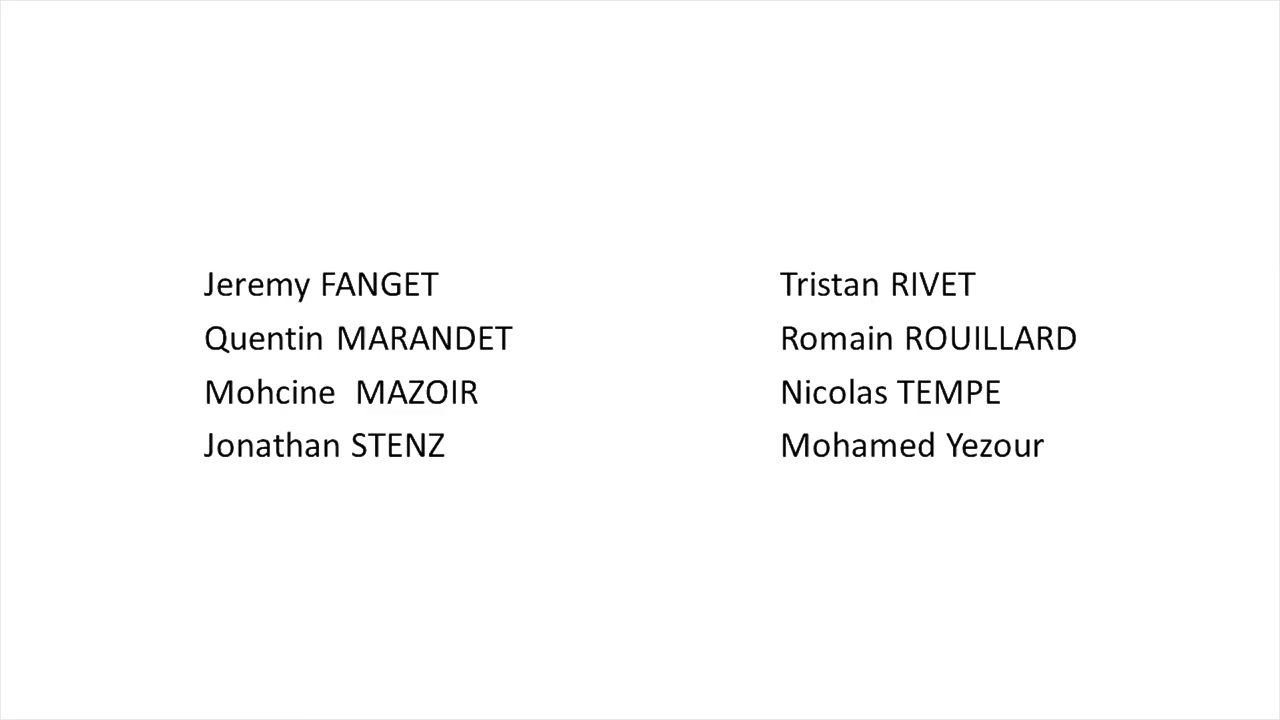 Jeremy FANGET
Quentin MARANDET
Mohcine  MAZOIR
Jonathan STENZ
Tristan RIVET
Romain ROUILLARD
Nicolas TEMPE
Mohamed Yezour